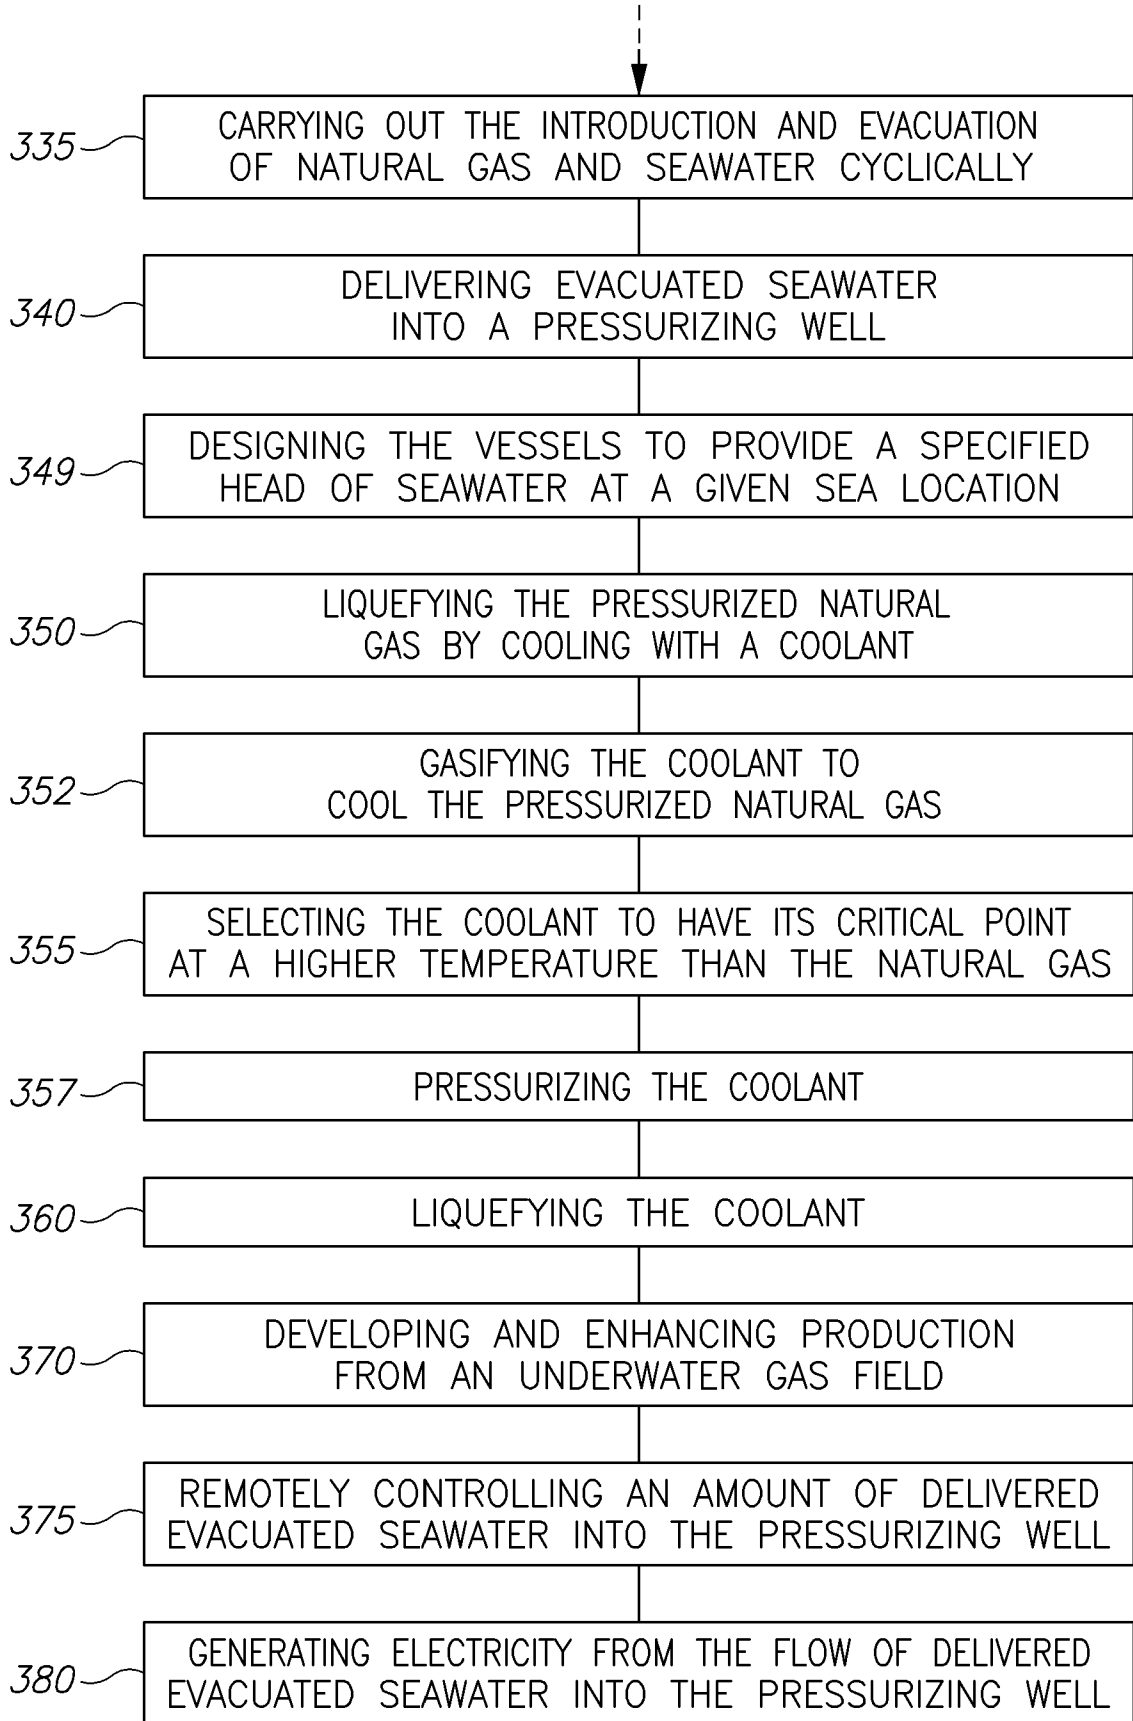 335
CARRYING OUT THE INTRODUCTION AND EVACUATION
OF NATURAL GAS AND SEAWATER CYCLICALLY
340
DELIVERING EVACUATED SEAWATER
INTO A PRESSURIZING WELL
349
DESIGNING THE VESSELS TO PROVIDE A SPECIFIED
HEAD OF SEAWATER AT A GIVEN SEA LOCATION
350
LIQUEFYING THE PRESSURIZED NATURAL
GAS BY COOLING WITH A COOLANT
352
GASIFYING THE COOLANT TO
COOL THE PRESSURIZED NATURAL GAS
355
SELECTING THE COOLANT TO HAVE ITS CRITICAL POINT
AT A HIGHER TEMPERATURE THAN THE NATURAL GAS
357
PRESSURIZING THE COOLANT
360
LIQUEFYING THE COOLANT
370
DEVELOPING AND ENHANCING PRODUCTION
FROM AN UNDERWATER GAS FIELD
375
REMOTELY CONTROLLING AN AMOUNT OF DELIVERED
EVACUATED SEAWATER INTO THE PRESSURIZING WELL
380
GENERATING ELECTRICITY FROM THE FLOW OF DELIVERED
EVACUATED SEAWATER INTO THE PRESSURIZING WELL